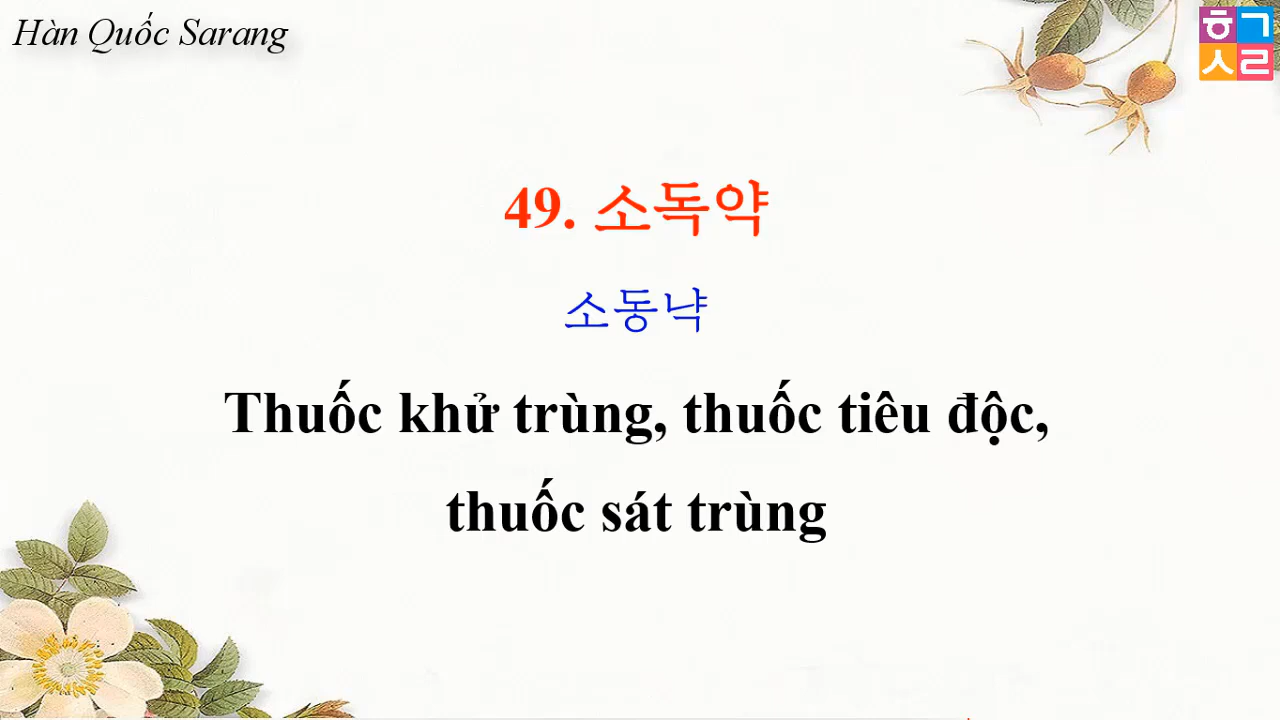 Hàn Quốc Sarang
ㅎㄱ
ㅅㄹ
49. 소독약
소동냑
Thuốc khử trùng, thuốc tiêu độc,
thuốc sát trùng